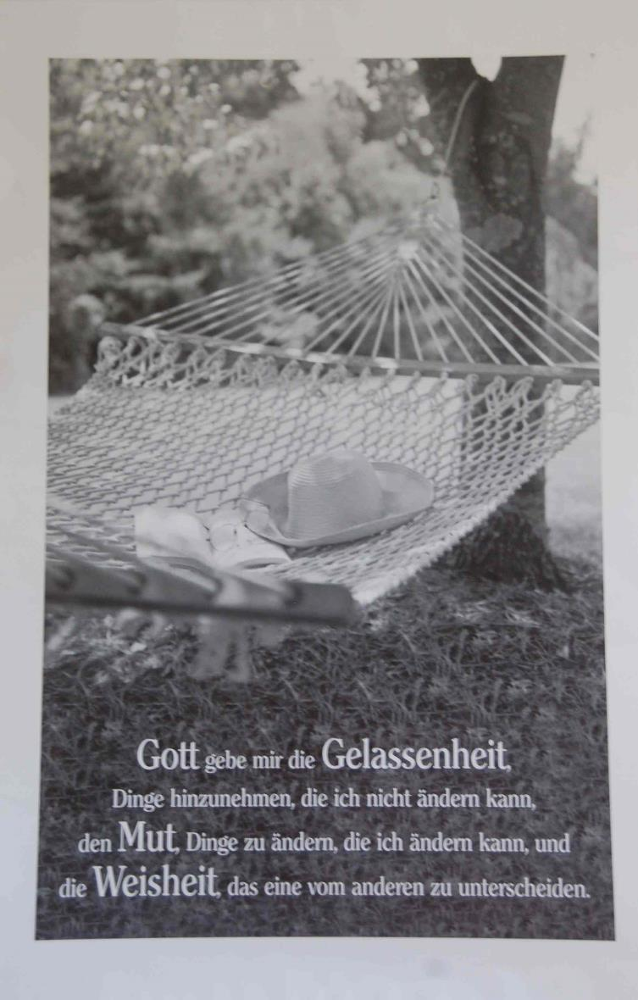 Gott gebe mir die Gelassenheit,
Dinge hinzunehmen, die ich nicht ändern kann,
den Mut, Dinge zu ändern, die ich ändern kann, und
die Weisheit, das eine vom anderen zu unterscheiden.